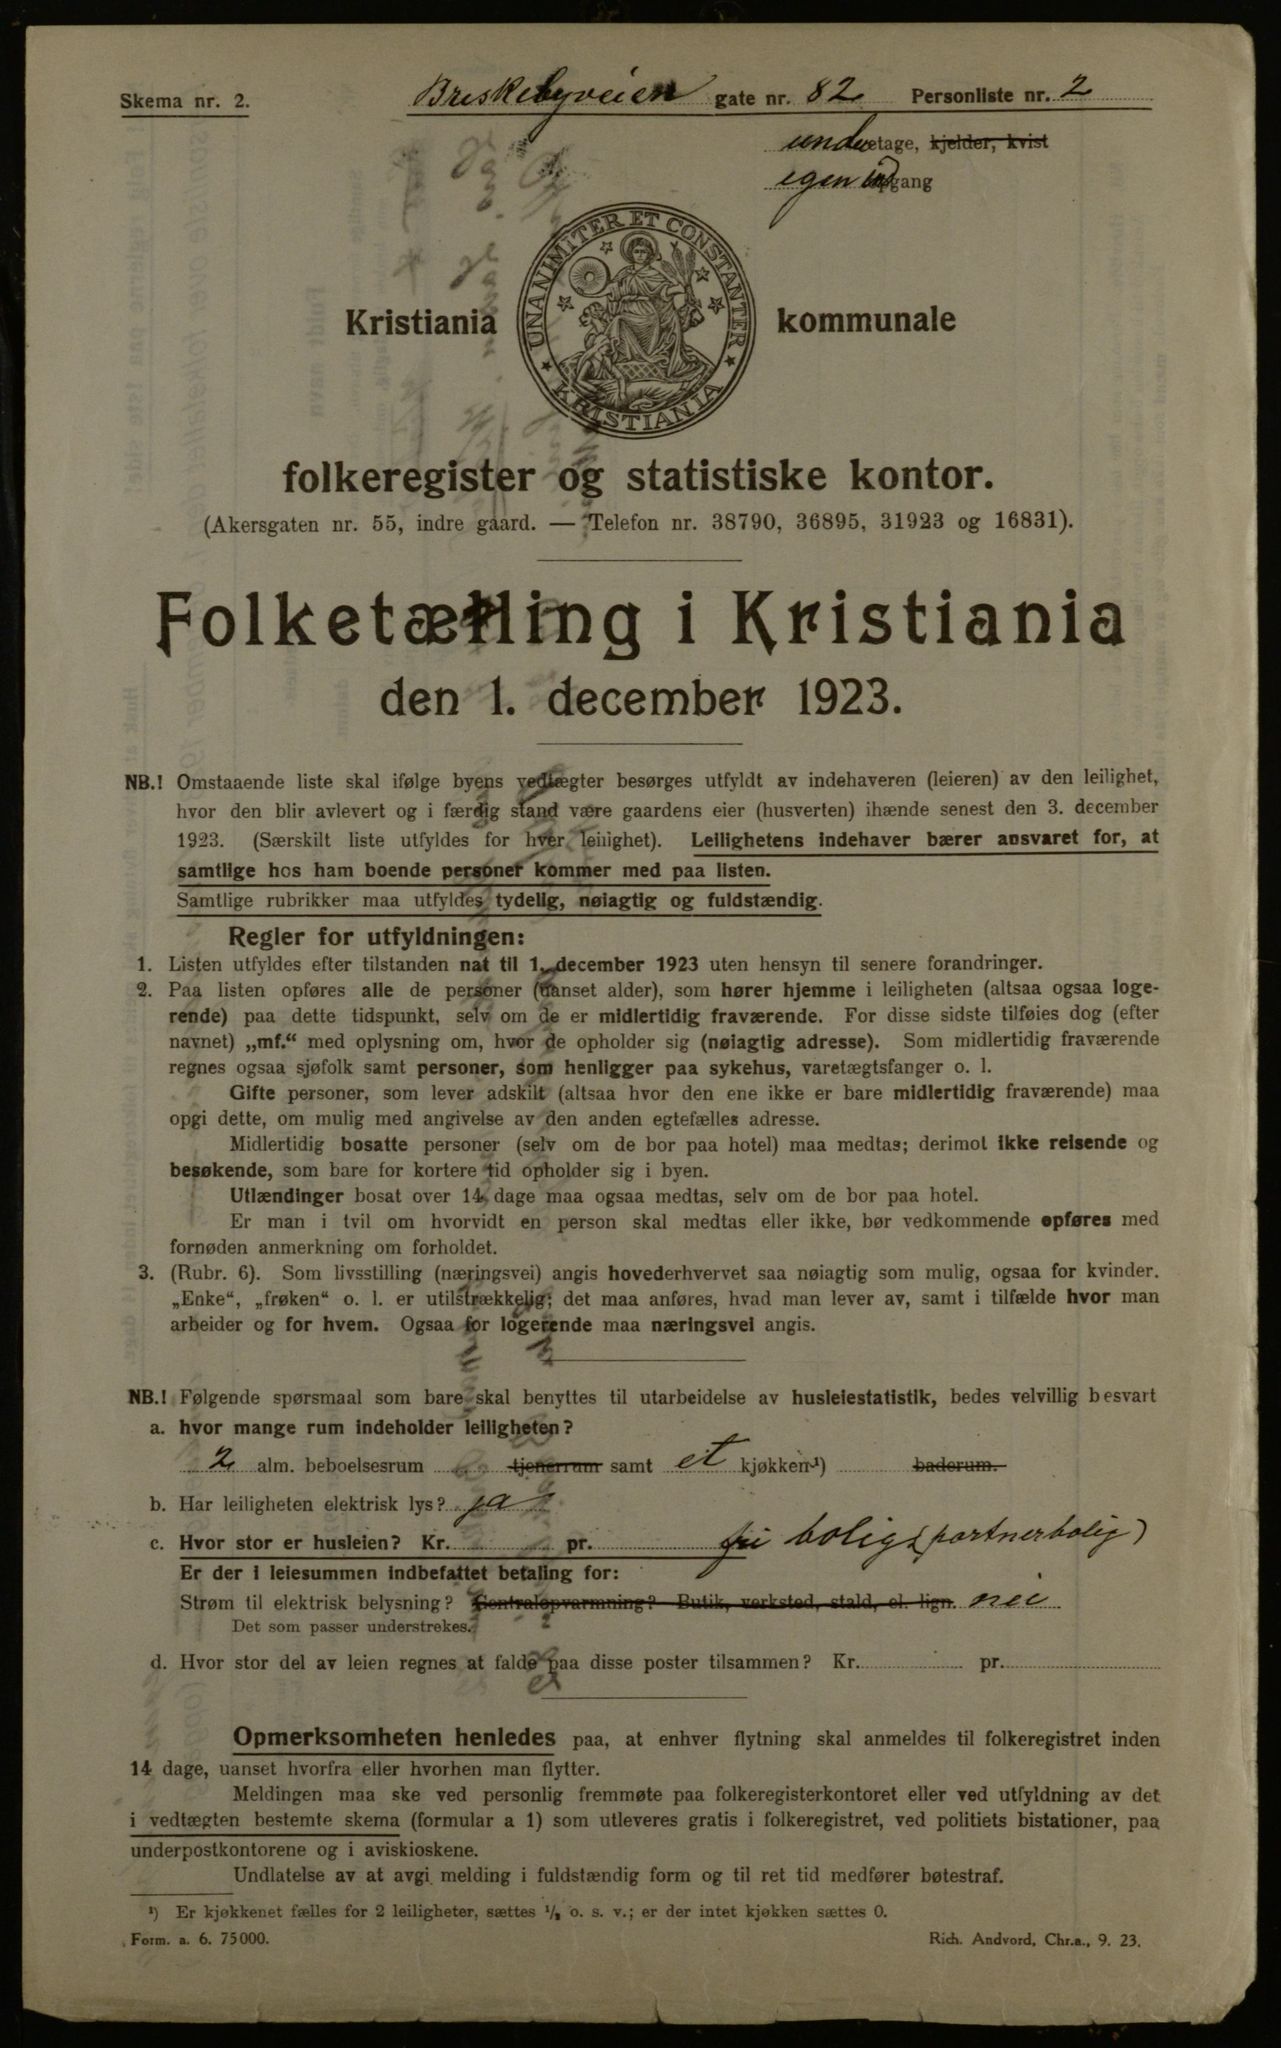 Skema nr. 2.
Briskebyveien gate nr. 82 Personliste nr. 2
under etage, kjelder, kvist
egen ind opgang
UNANIMITER ET CONSTANTER
KRISTIANIA
Kristiania kommunale
folkeregister og statistiske kontor.
(Akersgaten nr. 55, indre gaard. — Telefon nr. 38790, 36895, 31923 og 16831).
Folketælling i Kristiania
den 1. december 1923.
NB.! Omstaaende liste skal ifølge byens vedtægter besørges utfyldt av indehaveren (leieren) av den leilighet,
hvor den blir avlevert og i færdig stand være gaardens eier (husverten) ihænde senest den 3. december
1923. (Særskilt liste utfyldes for hver leilighet). Leilighetens indehaver bærer ansvaret for, at
samtlige hos ham boende personer kommer med paa listen.
Samtlige rubrikker maa utfyldes tydelig, nøiagtig og fuldstændig.
Regler for utfyldningen:
1. Listen utfyldes efter tilstanden nat til 1. december 1923 uten hensyn til senere forandringer.
2. Paa listen opføres alle de personer (uanset alder), som hører hjemme i leiligheten (altsaa ogsaa loge-
rende) paa dette tidspunkt, selv om de er midlertidig fraværende. For disse sidste tilføies dog (efter
navnet) „mf.“ med oplysning om, hvor de opholder sig (nøiagtig adresse). Som midlertidig fraværende
regnes ogsaa sjøfolk samt personer, som henligger paa sykehus, varetægtsfanger o. l.
Gifte personer, som lever adskilt (altsaa hvor den ene ikke er bare midlertidig fraværende) maa
opgi dette, om mulig med angivelse av den anden egtefælles adresse.
Midlertidig bosatte personer (selv om de bor paa hotel) maa medtas; derimot ikke reisende og
besøkende, som bare for kortere tid opholder sig i byen.
Utlændinger bosat over 14 dage maa ogsaa medtas, selv om de bor paa hotel.
Er man i tvil om hvorvidt en person skal medtas eller ikke, bør vedkommende opføres med
fornøden anmerkning om forholdet.
3. (Rubr. 6). Som livsstilling (næringsvei) angis hovederhvervet saa nøiagtig som mulig, ogsaa for kvinder.
„Enke“, „frøken“ o. l. er utilstrækkelig; det maa anføres, hvad man lever av, samt i tilfælde hvor man
arbeider og for hvem. Ogsaa for logerende maa næringsvei angis.
NB.! Følgende spørsmaal som bare skal benyttes til utarbeidelse av husleiestatistik, bedes velvillig besvart
a. hvor mange rum indeholder leiligheten?
2 alm. beboelsesrum tjenerrum samt et kjøkken¹) baderum.
b. Har leiligheten elektrisk lys? ja
c. Hvor stor er husleien? Kr. pr. fri bolig (portnerbolig)
Er der i leiesummen indbefattet betaling for:
Strøm til elektrisk belysning? Centralopvarmning? Butik, verksted, stald, el. lign. nei
Det som passer understrekes.
d. Hvor stor del av leien regnes at falde paa disse poster tilsammen? Kr. pr.
Opmerksomheten henledes paa, at enhver flytning skal anmeldes til folkeregistret inden
14 dage, uanset hvorfra eller hvorhen man flytter.
Meldingen maa ske ved personlig fremmøte paa folkeregisterkontoret eller ved utfyldning av det
i vedtægten bestemte skema (formular a 1) som utleveres gratis i folkeregistret, ved politiets bistationer, paa
underpostkontorene og i aviskioskene.
Undlatelse av at avgi melding i fuldstændig form og til ret tid medfører bøtestraf.
¹) Er kjøkkenet fælles for 2 leiligheter, sættes ½ o. s. v.; er der intet kjøkken sættes 0.
Form. a. 6. 75000. Rich. Andvord, Chr.a., 9. 23.